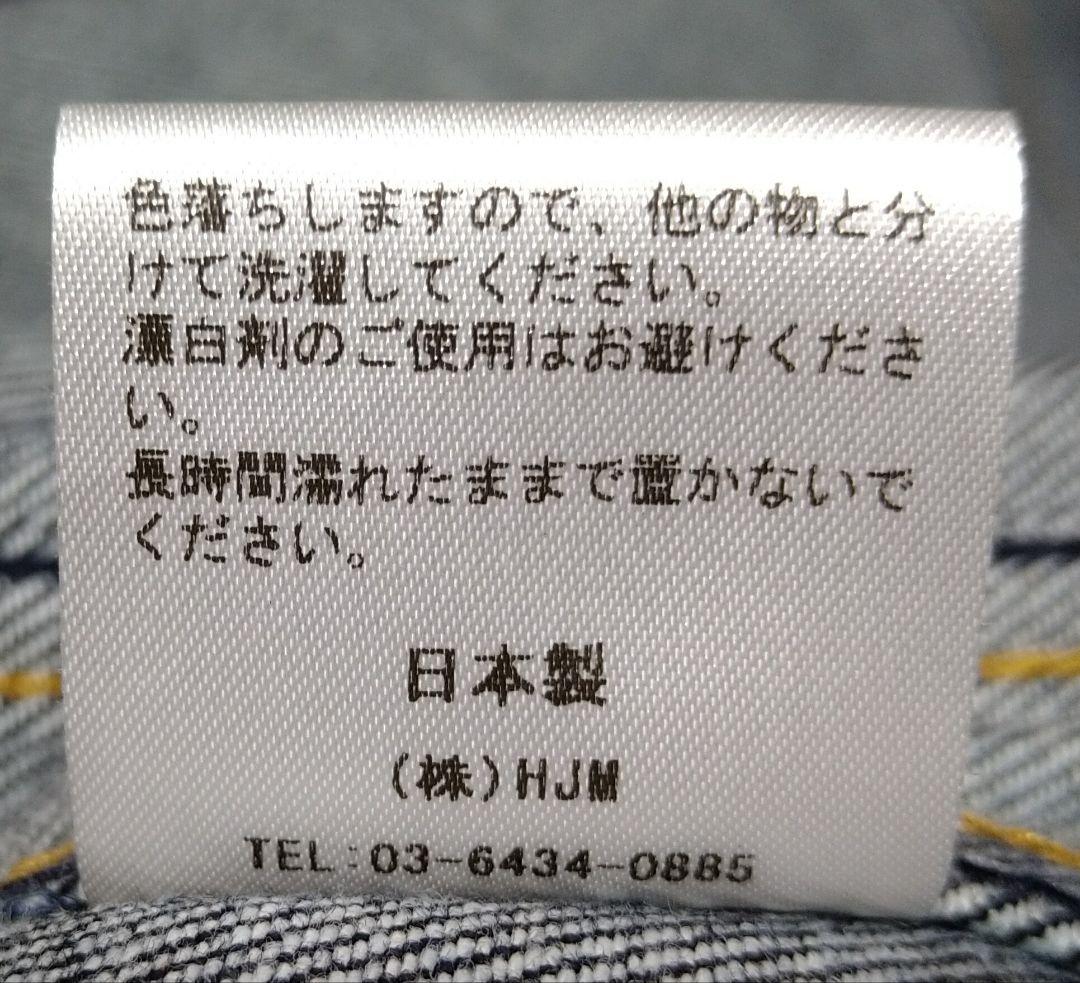 色落ちしますので、他の物と分
けて洗濯してください。
漂白剤のご使用はお避けくださ
い。
長時間濡れたままで置かないで
ください。
日本製
(株)HJM
TEL:03-6434-0885